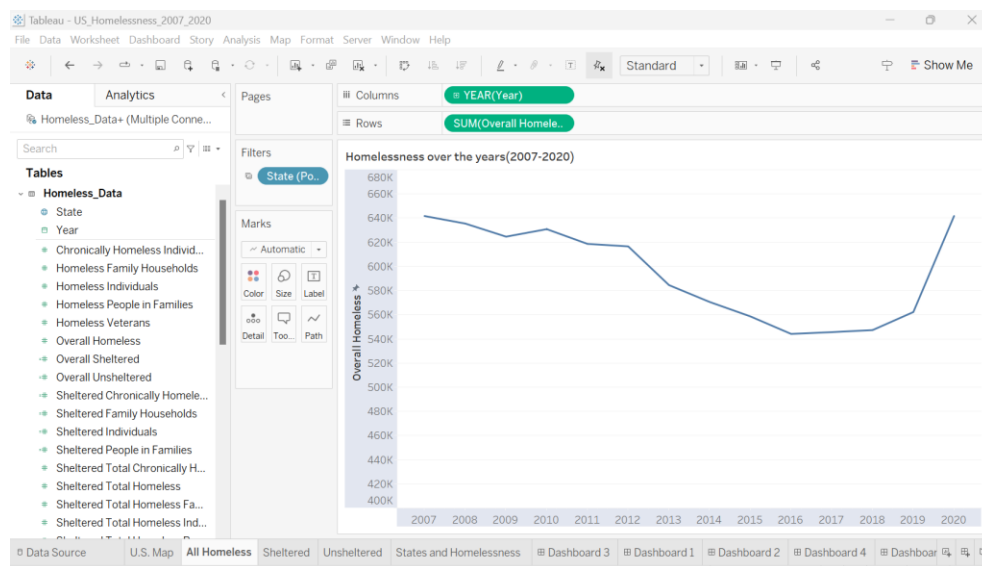 Tableau - US_Homelessness_2007_2020
File Data Worksheet Dashboard Story Analysis Map Format Server Window Help
Standard
Show Me
Data Analytics
Homeless_Data+ (Multiple Conne...
Search
Tables
Homeless_Data
State
Year
Chronically Homeless Individ...
Homeless Family Households
Homeless Individuals
Homeless People in Families
Homeless Veterans
Overall Homeless
Overall Sheltered
Overall Unsheltered
Sheltered Chronically Homele...
Sheltered Family Households
Sheltered Individuals
Sheltered People in Families
Sheltered Total Chronically H...
Sheltered Total Homeless
Sheltered Total Homeless Fa...
Sheltered Total Homeless Ind...
Pages
Filters
State (Po..
Marks
Automatic
Color Size Label
Detail Too... Path
Columns YEAR(Year)
Rows SUM(Overall Homele..
Homelessness over the years(2007-2020)
Overall Homeless
680K
660K
640K
620K
600K
580K
560K
540K
520K
500K
480K
460K
440K
420K
400K
2007 2008 2009 2010 2011 2012 2013 2014 2015 2016 2017 2018 2019 2020
Data Source U.S. Map All Homeless Sheltered Unsheltered States and Homelessness Dashboard 3 Dashboard 1 Dashboard 2 Dashboard 4 Dashboar